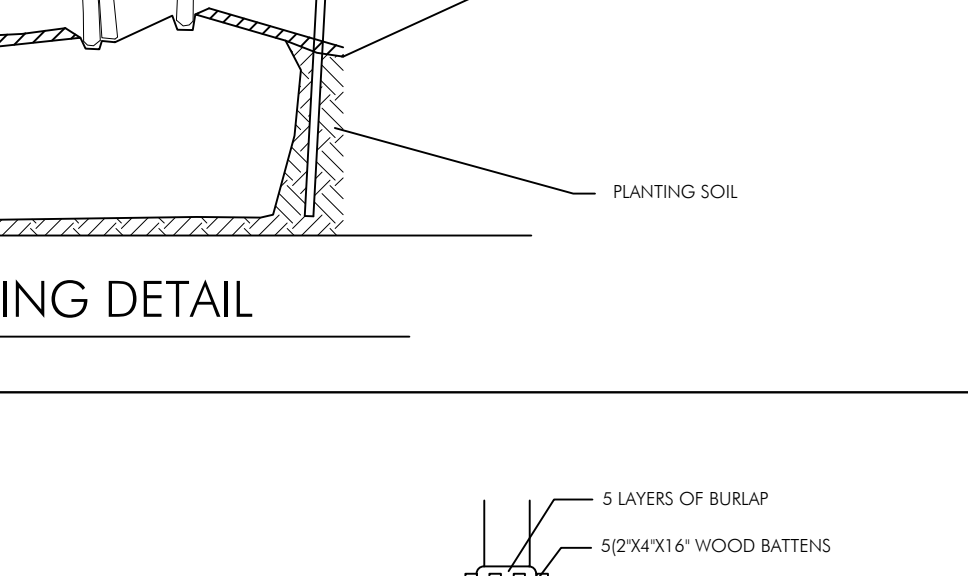 PLANTING SOIL
ING DETAIL
5 LAYERS OF BURLAP
5(2"X4"X16" WOOD BATTENS